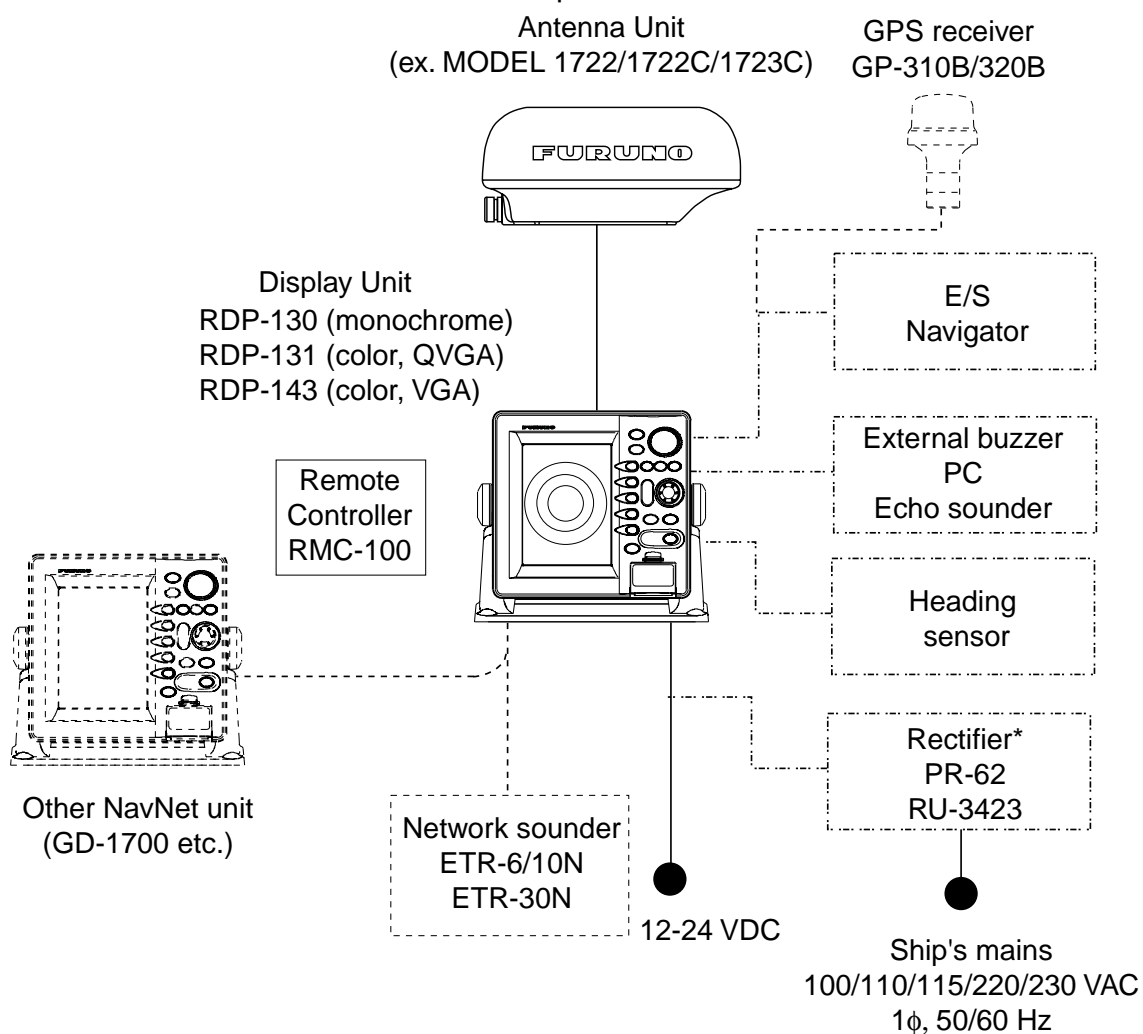 Antenna Unit
(ex. MODEL 1722/1722C/1723C)
GPS receiver
GP-310B/320B
FURUNO
Display Unit
RDP-130 (monochrome)
RDP-131 (color, QVGA)
RDP-143 (color, VGA)
E/S
Navigator
FURUNO
External buzzer
PC
Echo sounder
Remote
Controller
RMC-100
FURUNO
Heading
sensor
Rectifier*
PR-62
RU-3423
Other NavNet unit
(GD-1700 etc.)
Network sounder
ETR-6/10N
ETR-30N
12-24 VDC
Ship's mains
100/110/115/220/230 VAC
1ϕ, 50/60 Hz